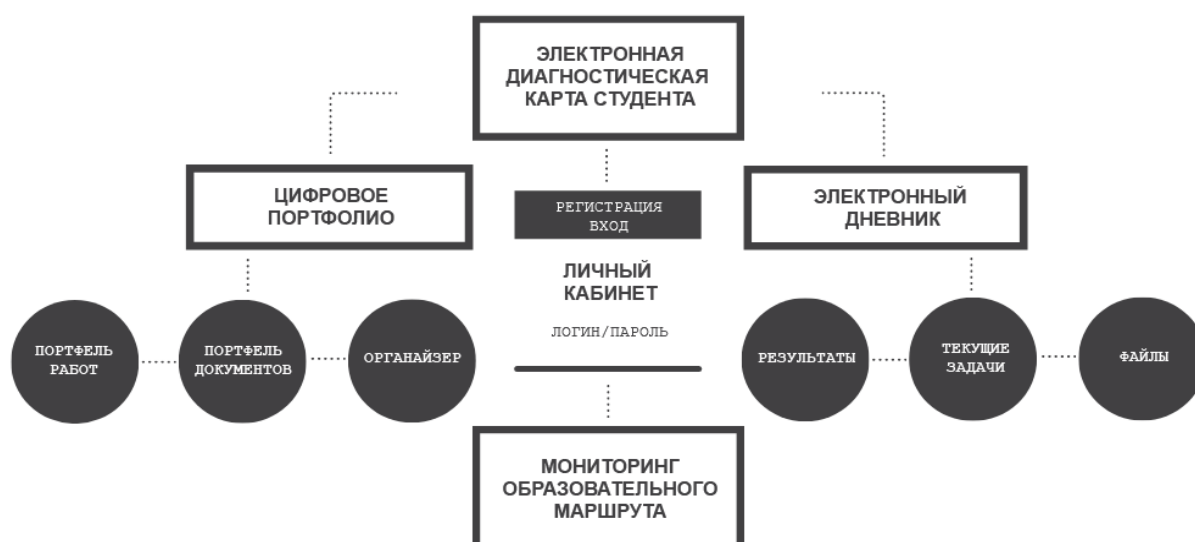 ЭЛЕКТРОННАЯ
ДИАГНОСТИЧЕСКАЯ
КАРТА СТУДЕНТА
ЦИФРОВОЕ
ПОРТФОЛИО
РЕГИСТРАЦИЯ
ВХОД
ЭЛЕКТРОННЫЙ
ДНЕВНИК
ЛИЧНЫЙ
КАБИНЕТ
ЛОГИН/ПАРОЛЬ
ПОРТФЕЛЬ
РАБОТ
ПОРТФЕЛЬ
ДОКУМЕНТОВ
ОРГАНАЙЗЕР
РЕЗУЛЬТАТЫ
ТЕКУЩИЕ
ЗАДАЧИ
ФАЙЛЫ
МОНИТОРИНГ
ОБРАЗОВАТЕЛЬНОГО
МАРШРУТА